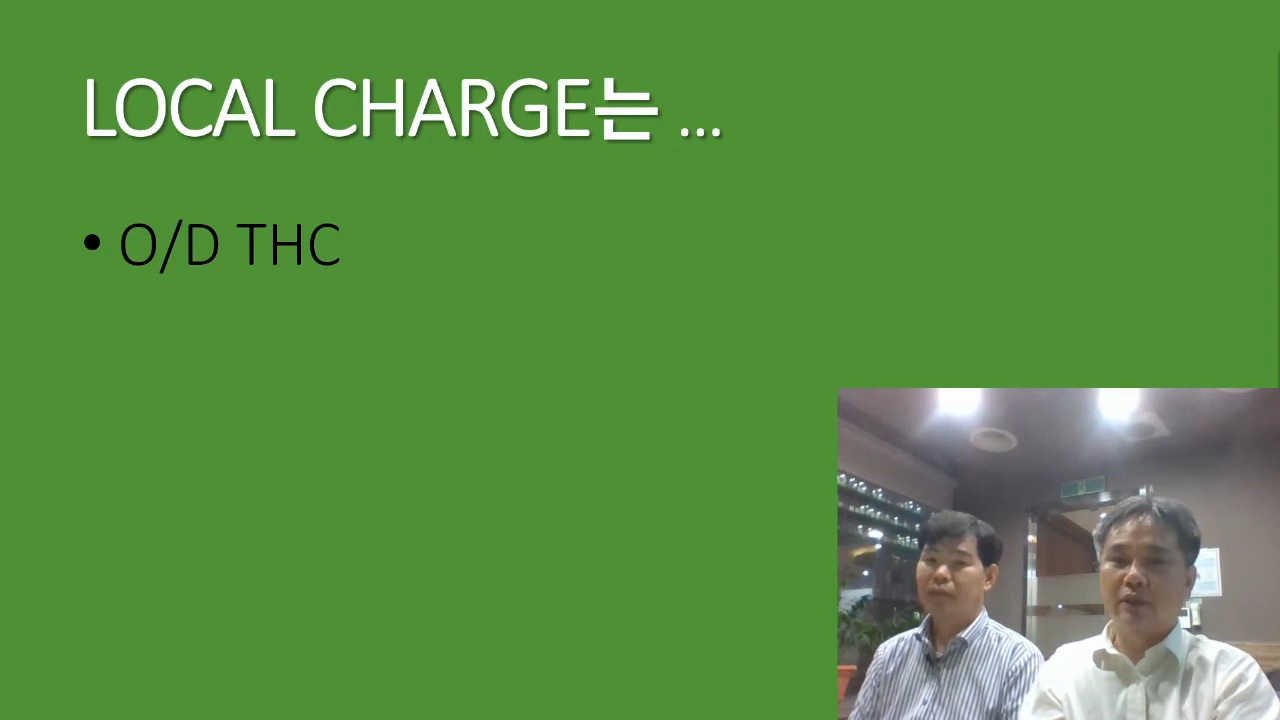 LOCAL CHARGE는 ...
• O/D THC